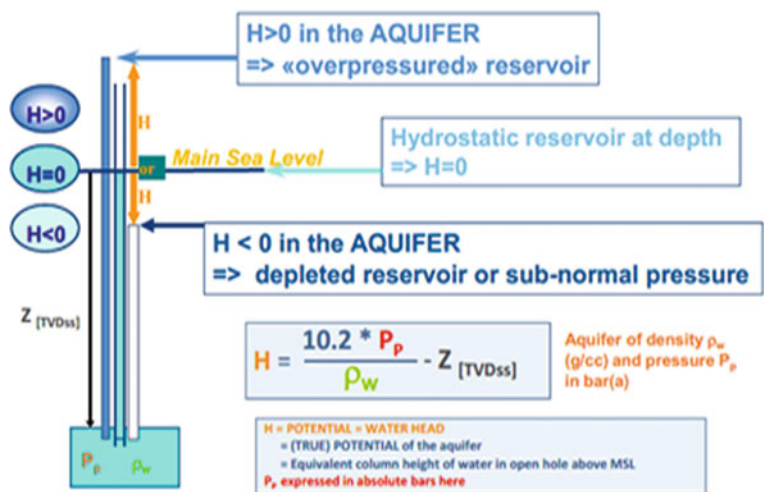 H>0 in the AQUIFER
=> «overpressured» reservoir
H>0
H
Hydrostatic reservoir at depth
=> H=0
Main Sea Level
H=0
or
H
H<0
H < 0 in the AQUIFER
=> depleted reservoir or sub-normal pressure
Z [TVDss]
H = 10.2 * Pp / ρw - Z [TVDss]
Aquifer of density ρw
(g/cc) and pressure Pp
in bar(a)
H = POTENTIAL = WATER HEAD
= (TRUE) POTENTIAL of the aquifer
= Equivalent column height of water in open hole above MSL
Pp expressed in absolute bars here
Pp ρw